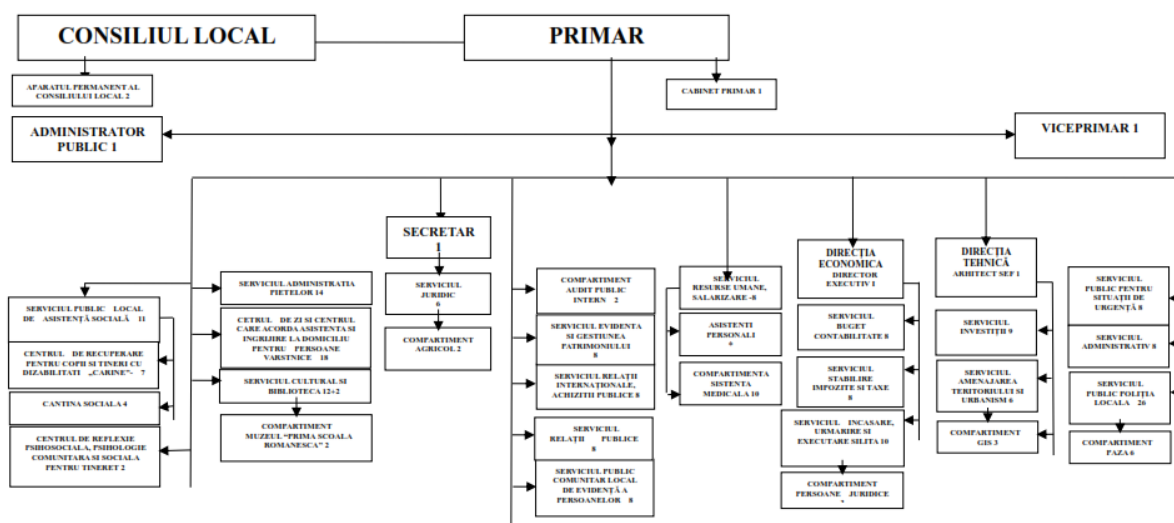 CONSILIUL LOCAL
PRIMAR
APARATUL PERMANENT AL
CONSILIULUI LOCAL 2
CABINET PRIMAR 1
ADMINISTRATOR
PUBLIC 1
VICEPRIMAR 1
SECRETAR
1
SERVICIUL
JURIDIC
6
COMPARTIMENT
AGRICOL 2
SERVICIUL PUBLIC LOCAL
DE ASISTENȚĂ SOCIALĂ 11
CENTRUL DE RECUPERARE
PENTRU COPII SI TINERI CU
DIZABILITATI „CARINE"- 7
CANTINA SOCIALA 4
CENTRUL DE REFLEXIE
PSIHOSOCIALA, PSIHOLOGIE
COMUNITARA SI SOCIALA
PENTRU TINERET 2
SERVICIUL ADMINISTRATIA
PIETELOR 14
CETRUL DE ZI SI CENTRUL
CARE ACORDA ASISTENTA SI
INGRIJIRE LA DOMICILIU
PENTRU PERSOANE
VARSTNICE 18
SERVICIUL CULTURAL SI
BIBLIOTECA 12+2
COMPARTIMENT
MUZEUL "PRIMA SCOALA
ROMANESCA" 2
COMPARTIMENT
AUDIT PUBLIC
INTERN 2
SERVICIUL EVIDENTA
SI GESTIUNEA
PATRIMONIULUI
8
SERVICIUL RELAȚII
INTERNAȚIONALE,
ACHIZITII PUBLICE 8
SERVICIUL
RELAȚII PUBLICE
8
SERVICIUL PUBLIC
COMUNITAR LOCAL
DE EVIDENȚĂ A
PERSOANELOR 8
SERVICIUL
RESURSE UMANE,
SALARIZARE -8
ASISTENTI
PERSONALI
COMPARTIMENTA
SISTENTA
MEDICALA 10
DIRECȚIA
ECONOMICA
DIRECTOR
EXECUTIV 1
SERVICIUL
BUGET
CONTABILITATE 8
SERVICIUL
STABILIRE
IMPOZITE SI TAXE
8
SERVICIUL INCASARE,
URMARIRE SI
EXECUTARE SILITA 10
COMPARTIMENT
PERSOANE JURIDICE
DIRECȚIA
TEHNICĂ
ARHITECT SEF 1
SERVICIUL
INVESTIȚII 9
SERVICIUL
AMENAJAREA
TERITORIULUI SI
URBANISM 6
COMPARTIMENT
GIS 3
SERVICIUL
PUBLIC PENTRU
SITUAȚII DE
URGENȚĂ 8
SERVICIUL
ADMINISTRATIV 8
SERVICIUL
PUBLIC POLIȚIA
LOCALA 26
COMPARTIMENT
PAZA 6